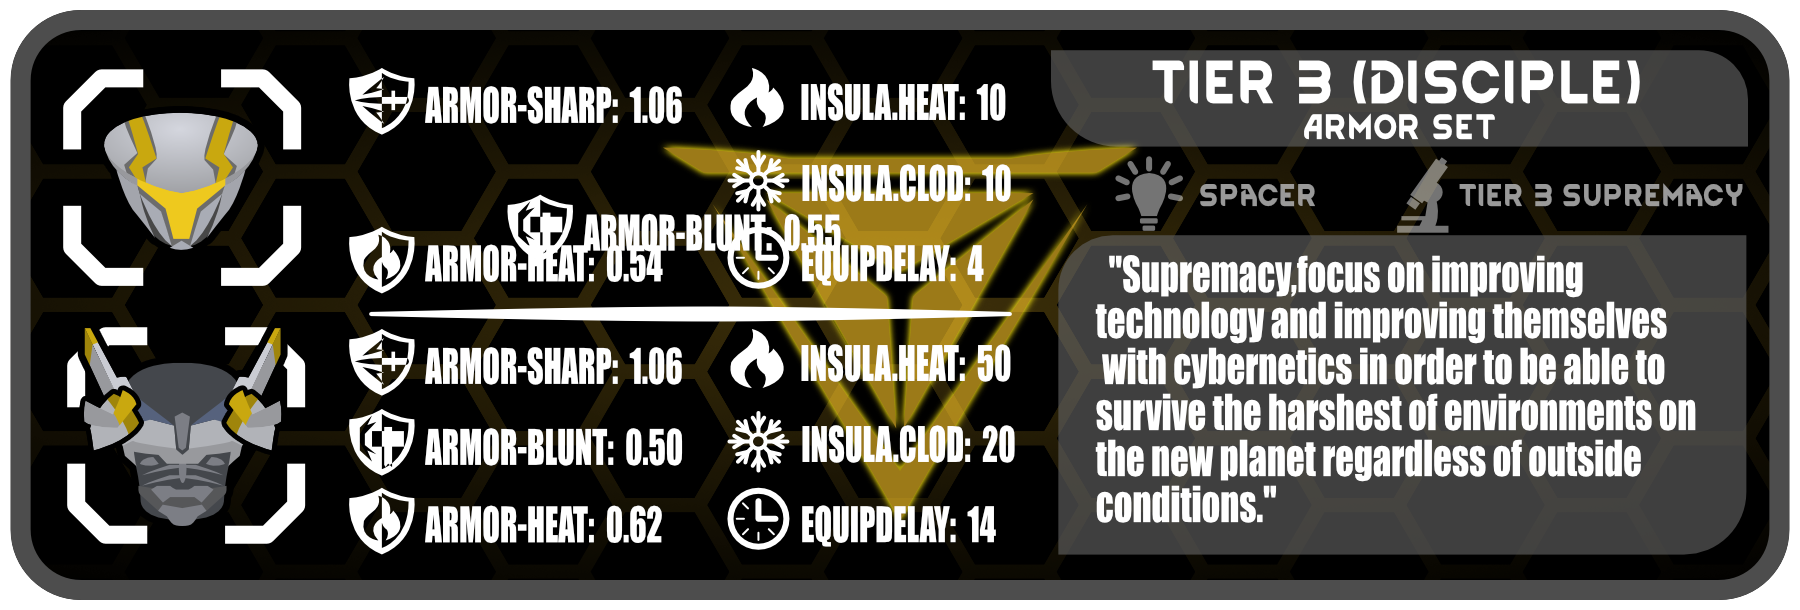 TIER 3 (DISCIPLE)
ARMOR SET
SPACER
TIER 3 SUPREMACY
ARMOR-SHARP: 1.06
INSULA.HEAT: 10
INSULA.CLOD: 10
ARMOR-BLUNT: 0.55
ARMOR-HEAT: 0.54
EQUIPDELAY: 4
ARMOR-SHARP: 1.06
INSULA.HEAT: 50
ARMOR-BLUNT: 0.50
INSULA.CLOD: 20
ARMOR-HEAT: 0.62
EQUIPDELAY: 14
"Supremacy,focus on improving
technology and improving themselves
with cybernetics in order to be able to
survive the harshest of environments on
the new planet regardless of outside
conditions."